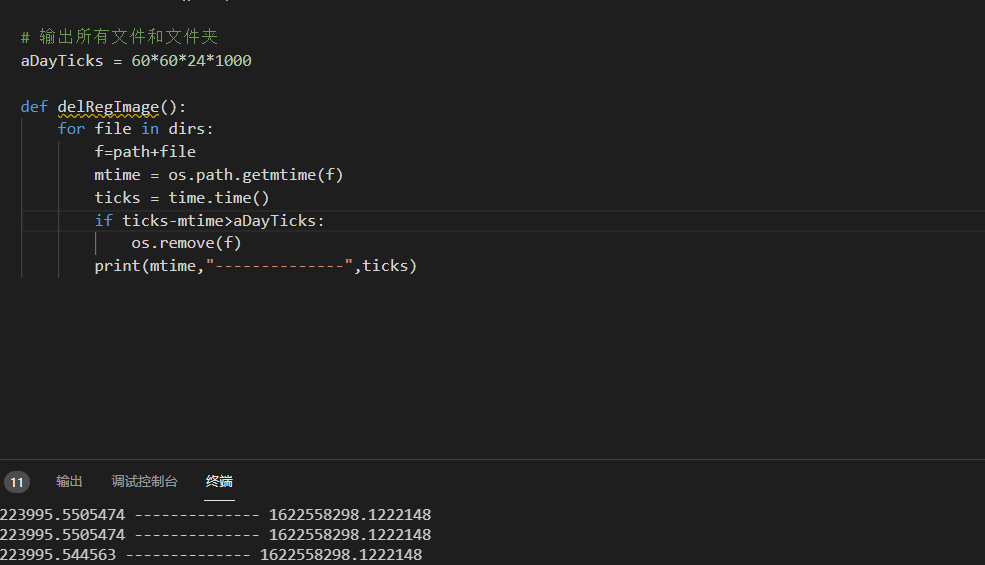 # 输出所有文件和文件夹
aDayTicks = 60*60*24*1000
def delRegImage():
for file in dirs:
f=path+file
mtime = os.path.getmtime(f)
ticks = time.time()
if ticks-mtime>aDayTicks:
os.remove(f)
print(mtime,"--------------",ticks)
11 输出 调试控制台 终端
223995.5505474 -------------- 1622558298.1222148
223995.5505474 -------------- 1622558298.1222148
223995.544563 -------------- 1622558298.1222148